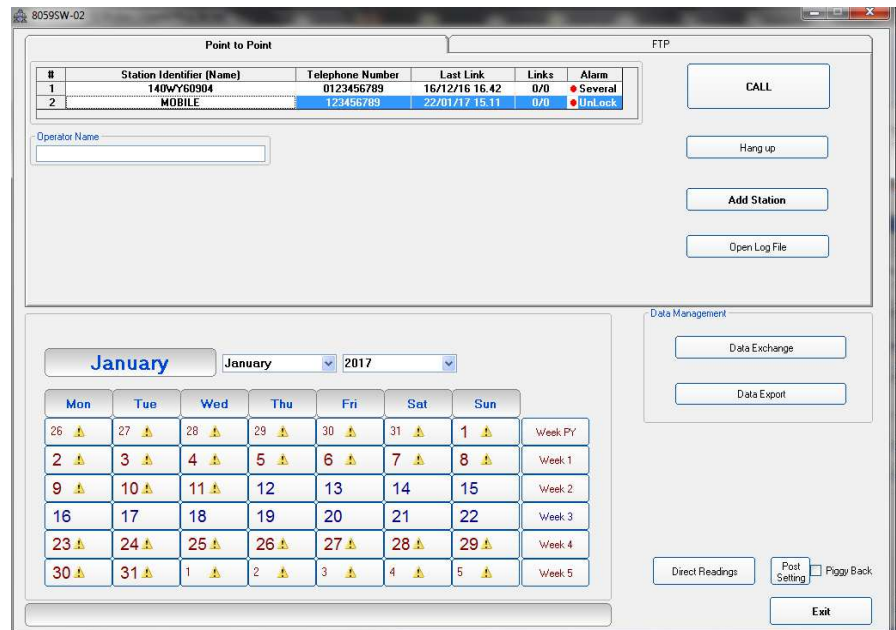 8059SW-02
Point to Point FTP
# Station Identifier (Name) Telephone Number Last Link Links Alarm
1 140WY60904 0123456789 16/12/16 16.42 0/0 Several
2 MOBILE 123456789 22/01/17 15.11 0/0 UnLock
CALL
Operator Name
Hang up
Add Station
Open Log File
Data Management
Data Exchange
Data Export
January January 2017
Mon Tue Wed Thu Fri Sat Sun
26 27 28 29 30 31 1 Week PY
2 3 4 5 6 7 8 Week 1
9 10 11 12 13 14 15 Week 2
16 17 18 19 20 21 22 Week 3
23 24 25 26 27 28 29 Week 4
30 31 1 2 3 4 5 Week 5
Direct Readings
Post
Setting
Piggy Back
Exit